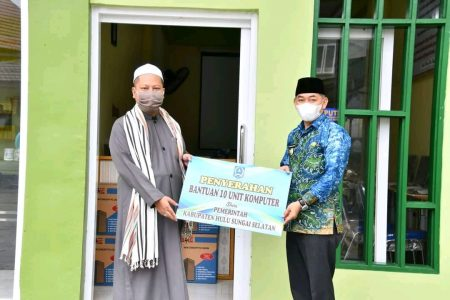 PENYERAHAN
BANTUAN 10 UNIT KOMPUTER
Dari
PEMERINTAH
KABUPATEN HULU SUNGAI SELATAN